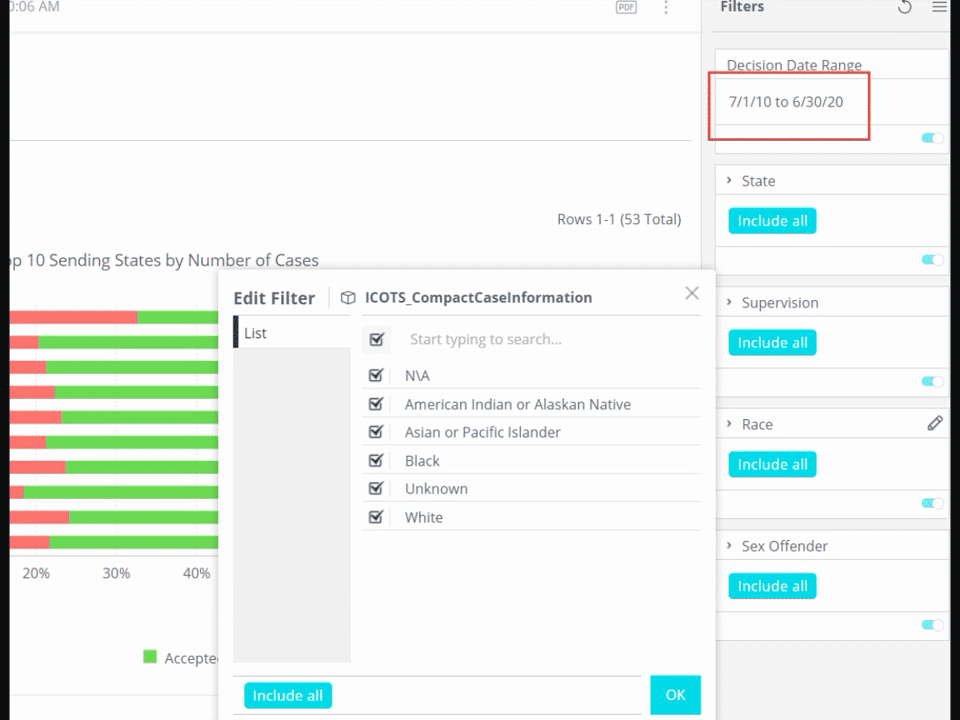 0:06 AM
PDF
Filters
Decision Date Range
7/1/10 to 6/30/20
State
Include all
Supervision
Include all
Race
Include all
Sex Offender
Include all
Rows 1-1 (53 Total)
op 10 Sending States by Number of Cases
20% 30% 40%
Accepte
Edit Filter ICOTS_CompactCaseInformation
List
Start typing to search...
N\A
American Indian or Alaskan Native
Asian or Pacific Islander
Black
Unknown
White
Include all
OK